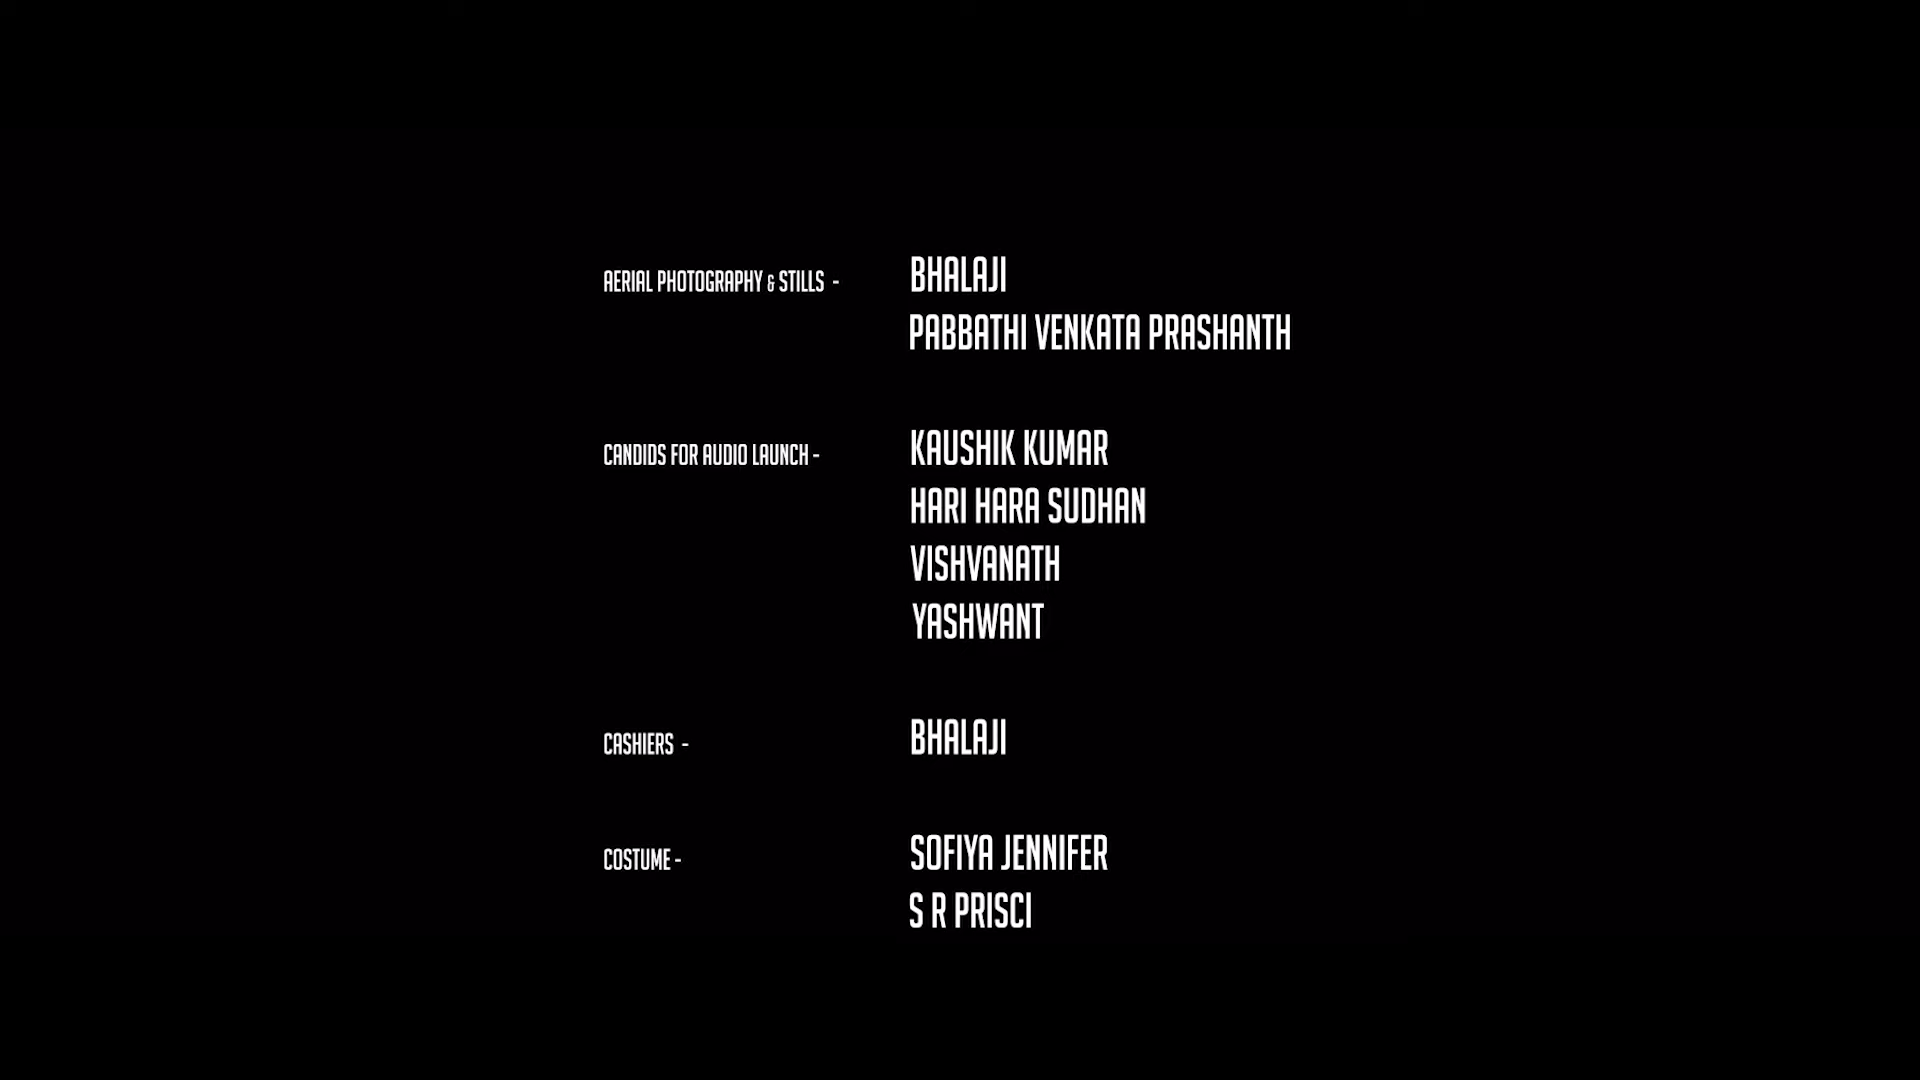 AERIAL PHOTOGRAPHY & STILLS - BHALAJI
PABBATHI VENKATA PRASHANTH
CANDIDS FOR AUDIO LAUNCH - KAUSHIK KUMAR
HARI HARA SUDHAN
VISHVANATH
YASHWANT
CASHIERS - BHALAJI
COSTUME - SOFIYA JENNIFER
S R PRISCI